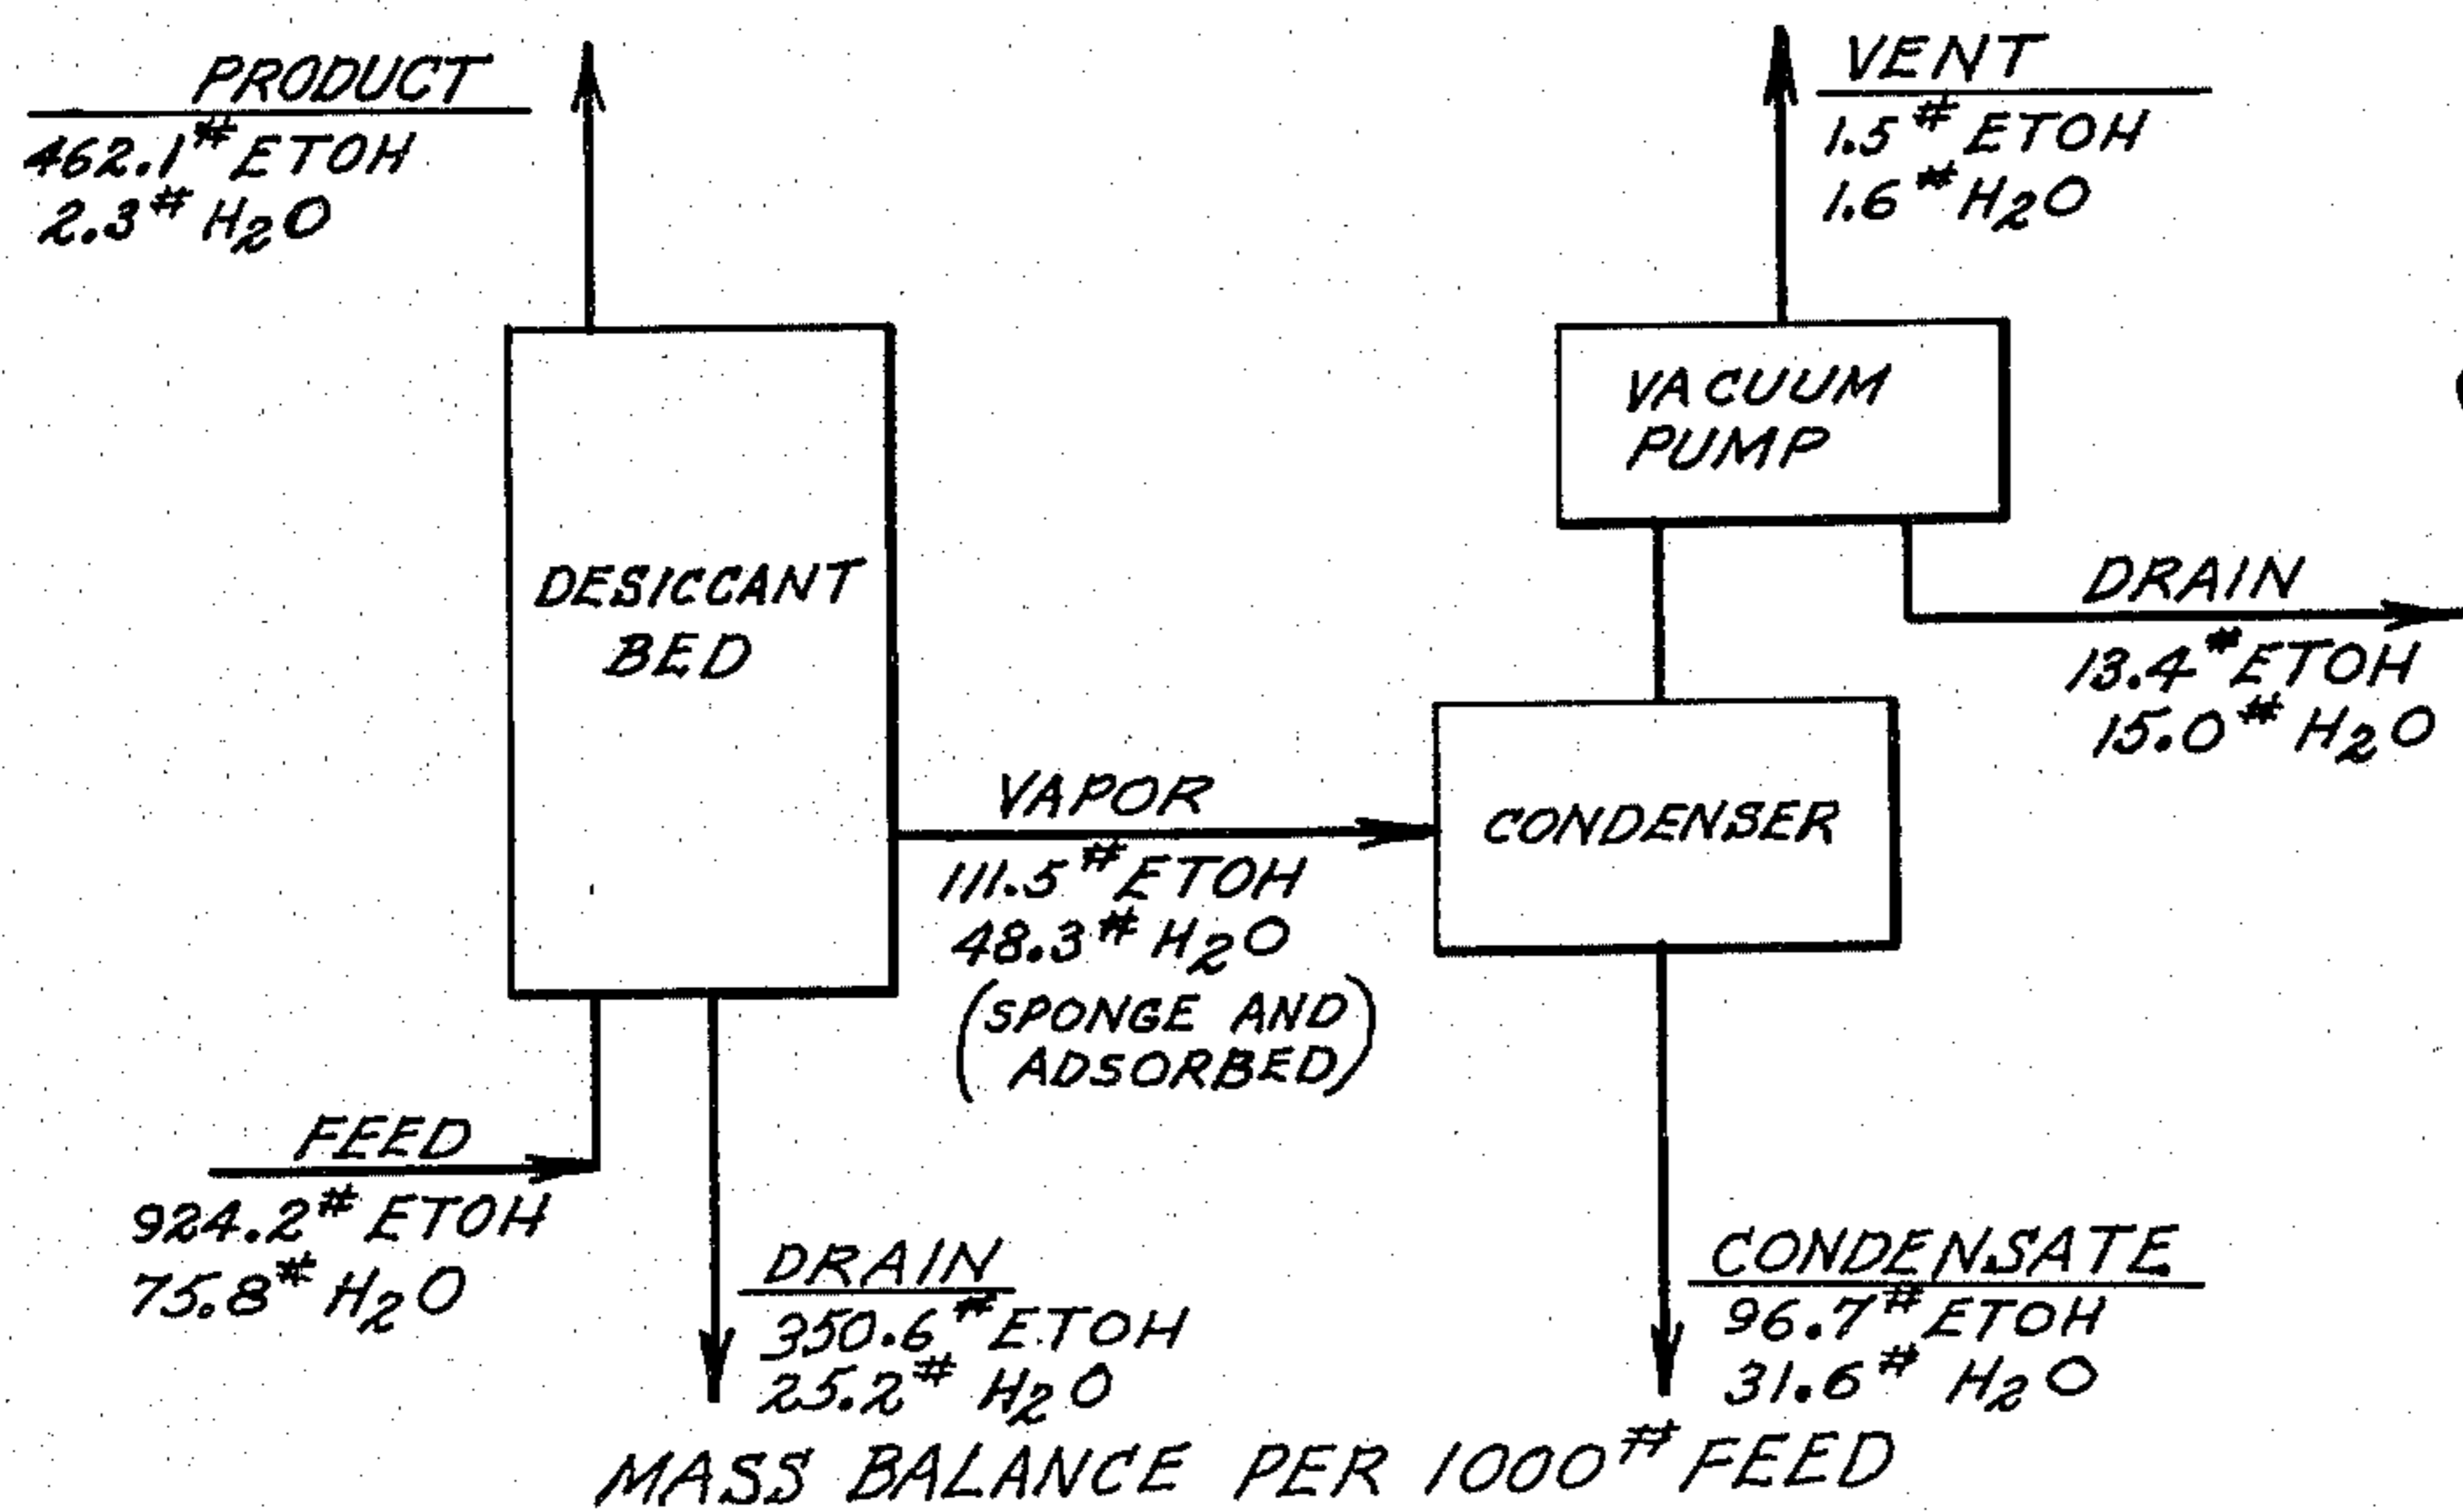 PRODUCT
462.1# ETOH
2.3# H2O
VENT
1.5# ETOH
1.6# H2O
VACUUM
PUMP
DESICCANT
BED
DRAIN
13.4# ETOH
15.0# H2O
VAPOR
111.5# ETOH
48.3# H2O
(SPONGE AND
ADSORBED)
CONDENSER
FEED
924.2# ETOH
75.8# H2O
DRAIN
350.6# ETOH
25.2# H2O
CONDENSATE
96.7# ETOH
31.6# H2O
MASS BALANCE PER 1000# FEED